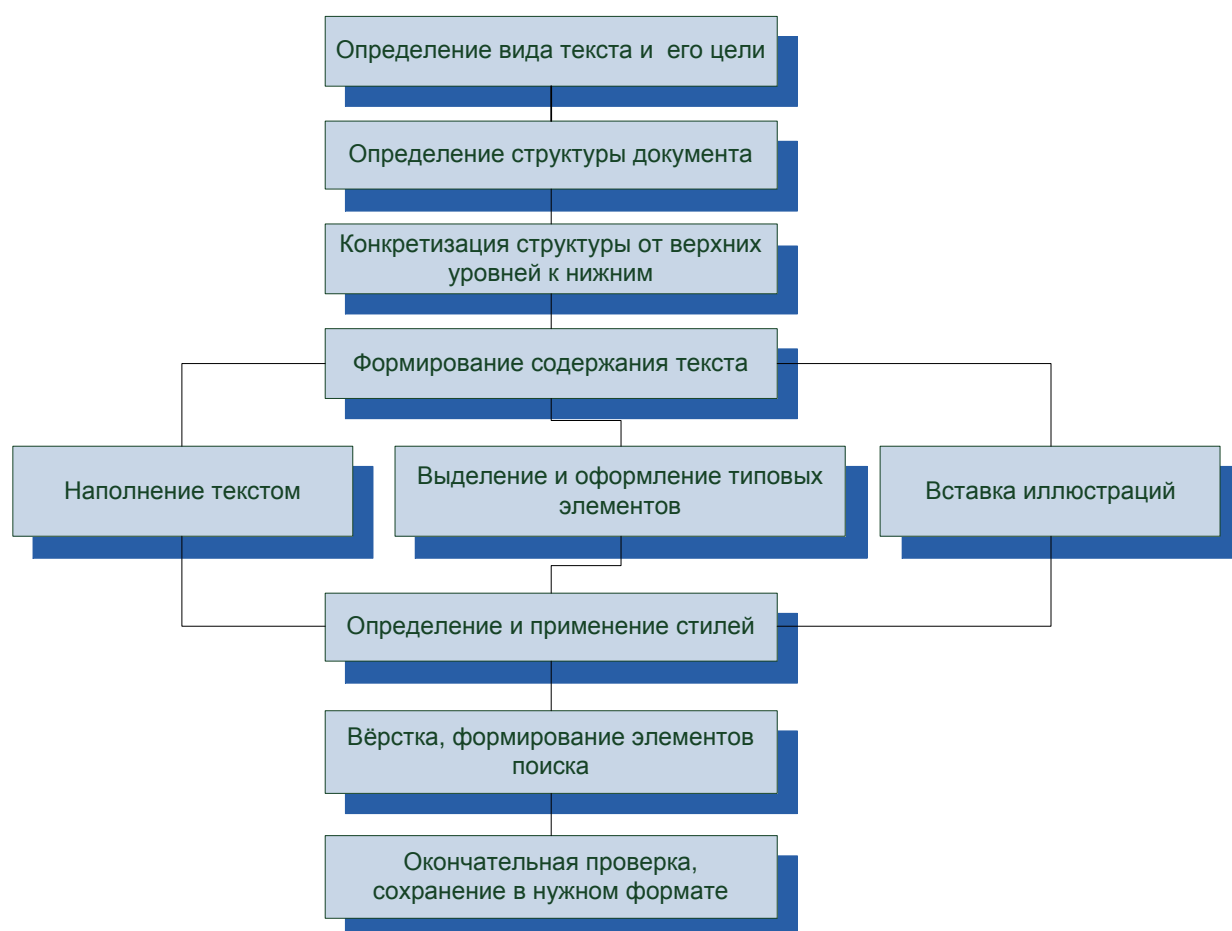 Определение вида текста и его цели
Определение структуры документа
Конкретизация структуры от верхних
уровней к нижним
Формирование содержания текста
Наполнение текстом
Выделение и оформление типовых
элементов
Вставка иллюстраций
Определение и применение стилей
Вёрстка, формирование элементов
поиска
Окончательная проверка,
сохранение в нужном формате